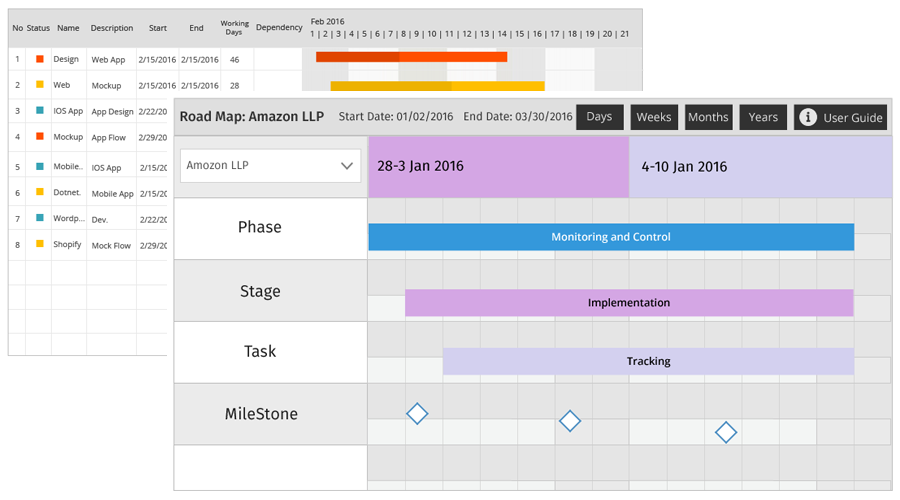 Feb 2016
No Status Name Description Start End Working Days Dependency 1 | 2 | 3 | 4 | 5 | 6 | 7 | 8 | 9 | 10 | 11 | 12 | 13 | 14 | 15 | 16 | 17 | 18 | 19 | 20 | 21
1 Design Web App 2/15/2016 2/15/2016 46
2 Web Mockup 2/15/2016 2/15/2016 28
3 IOS App App Design 2/22/20
4 Mockup App Flow 2/29/20
5 Mobile.. IOS App 2/15/20
6 Dotnet. Mobile App 2/15/20
7 Wordp... Dev. 2/22/20
8 Shopify Mock Flow 2/29/20
Road Map: Amazon LLP Start Date: 01/02/2016 End Date: 03/30/2016 Days Weeks Months Years i User Guide
Amazon LLP 28-3 Jan 2016 4-10 Jan 2016
Phase Monitoring and Control
Stage Implementation
Task Tracking
MileStone